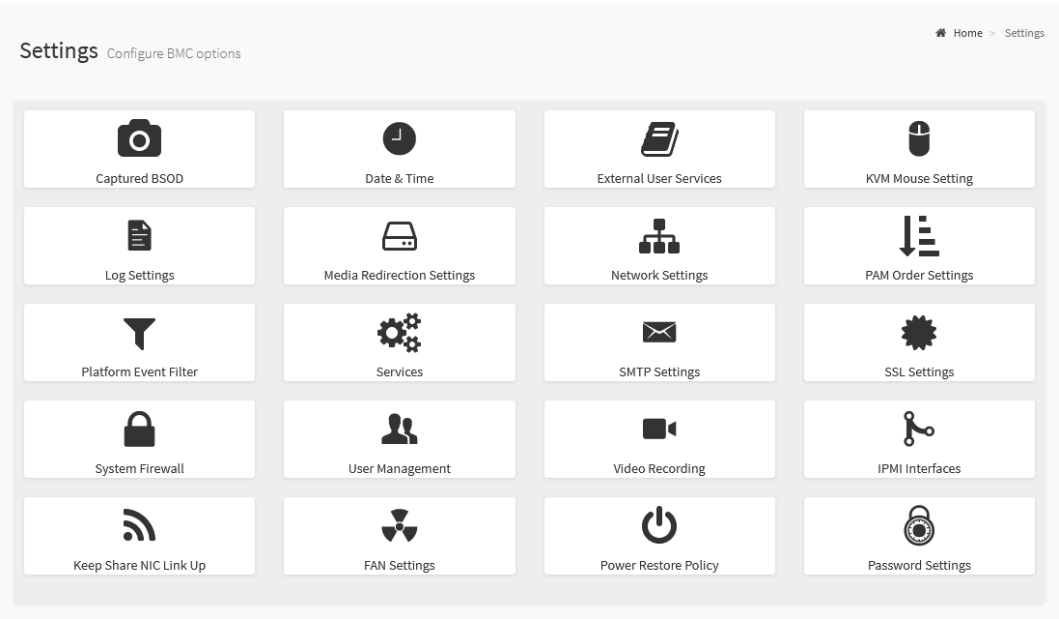 Settings Configure BMC options
Home > Settings
Captured BSOD
Date & Time
External User Services
KVM Mouse Setting
Log Settings
Media Redirection Settings
Network Settings
PAM Order Settings
Platform Event Filter
Services
SMTP Settings
SSL Settings
System Firewall
User Management
Video Recording
IPMI Interfaces
Keep Share NIC Link Up
FAN Settings
Power Restore Policy
Password Settings